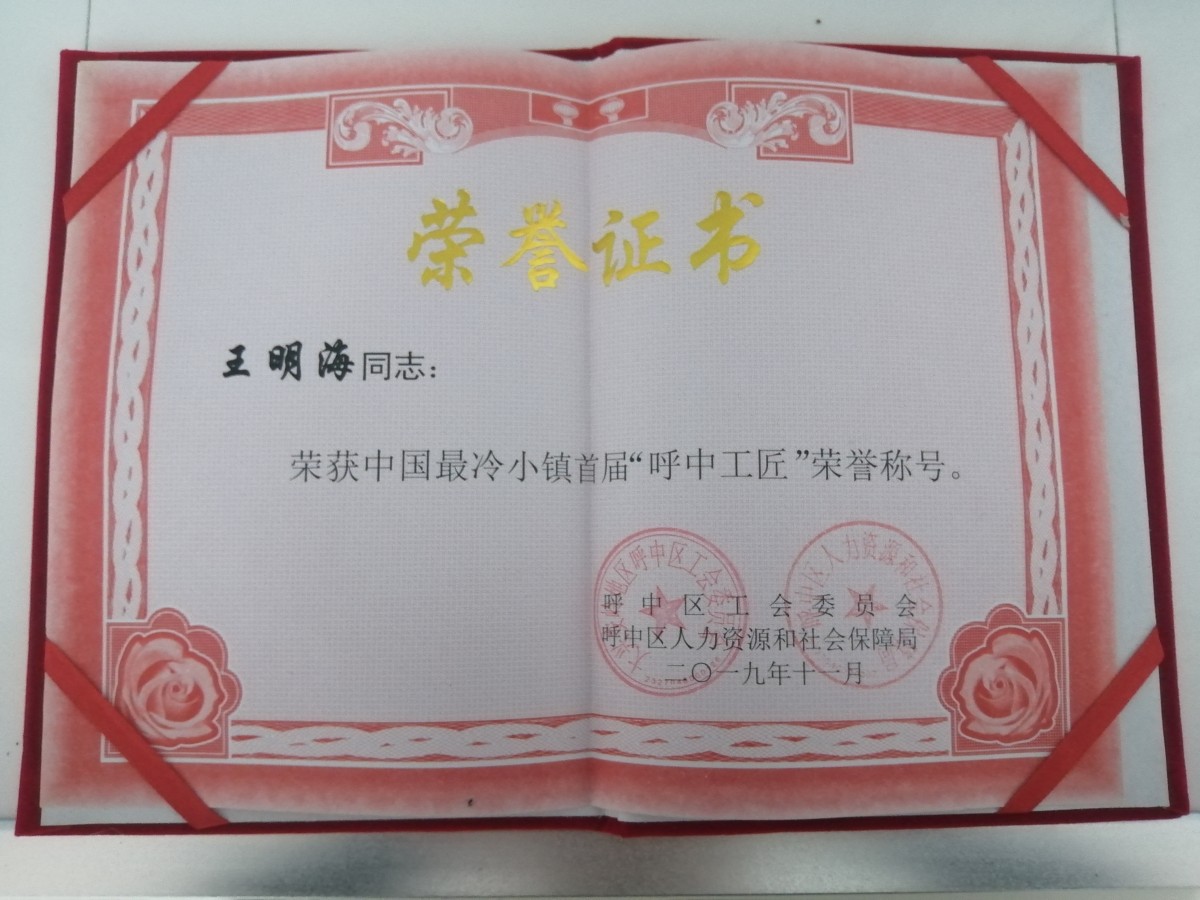 荣誉证书
王明海同志：
荣获中国最冷小镇首届“呼中工匠”荣誉称号。
呼中区工会委员会
呼中区人力资源和社会保障局
二〇一九年十一月